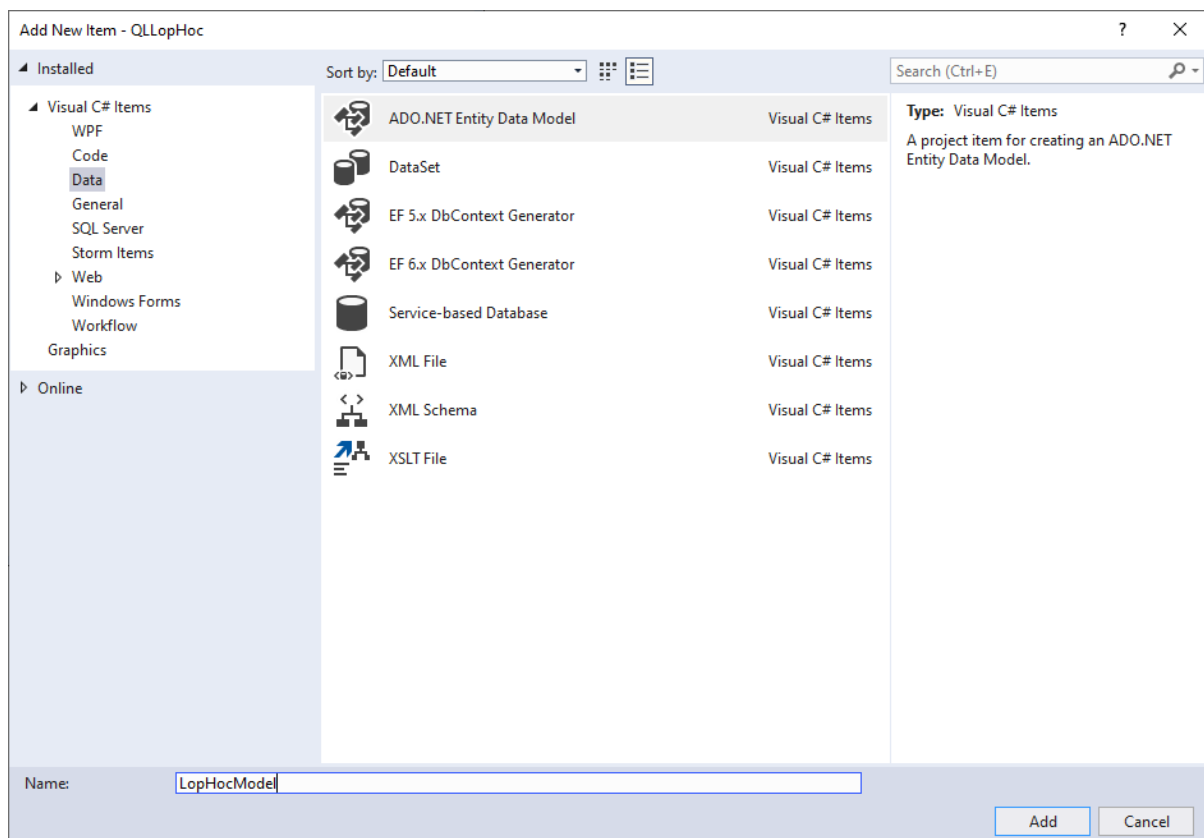 Add New Item - QLLopHoc
?
Installed
Visual C# Items
WPF
Code
Data
General
SQL Server
Storm Items
Web
Windows Forms
Workflow
Graphics
Online
Sort by: Default
ADO.NET Entity Data Model Visual C# Items
DataSet Visual C# Items
EF 5.x DbContext Generator Visual C# Items
EF 6.x DbContext Generator Visual C# Items
Service-based Database Visual C# Items
XML File Visual C# Items
XML Schema Visual C# Items
XSLT File Visual C# Items
Search (Ctrl+E)
Type: Visual C# Items
A project item for creating an ADO.NET
Entity Data Model.
Name: LopHocModel
Add Cancel